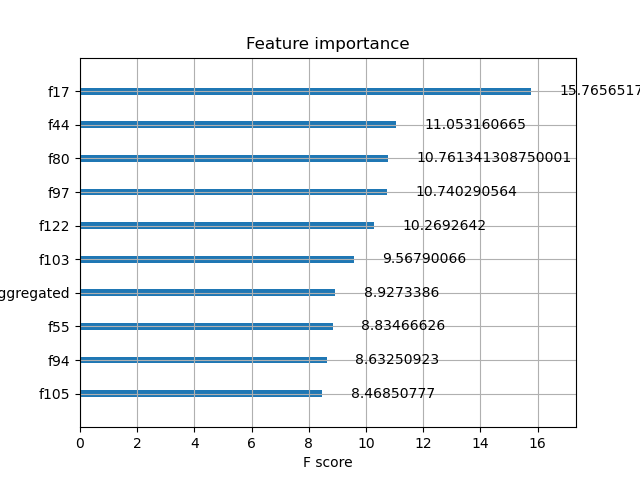 Feature importance
f17 15.7656517
f44 11.053160665
f80 10.761341308750001
f97 10.740290564
f122 10.2692642
f103 9.56790066
ggregated 8.9273386
f55 8.83466626
f94 8.63250923
f105 8.46850777
0 2 4 6 8 10 12 14 16
F score